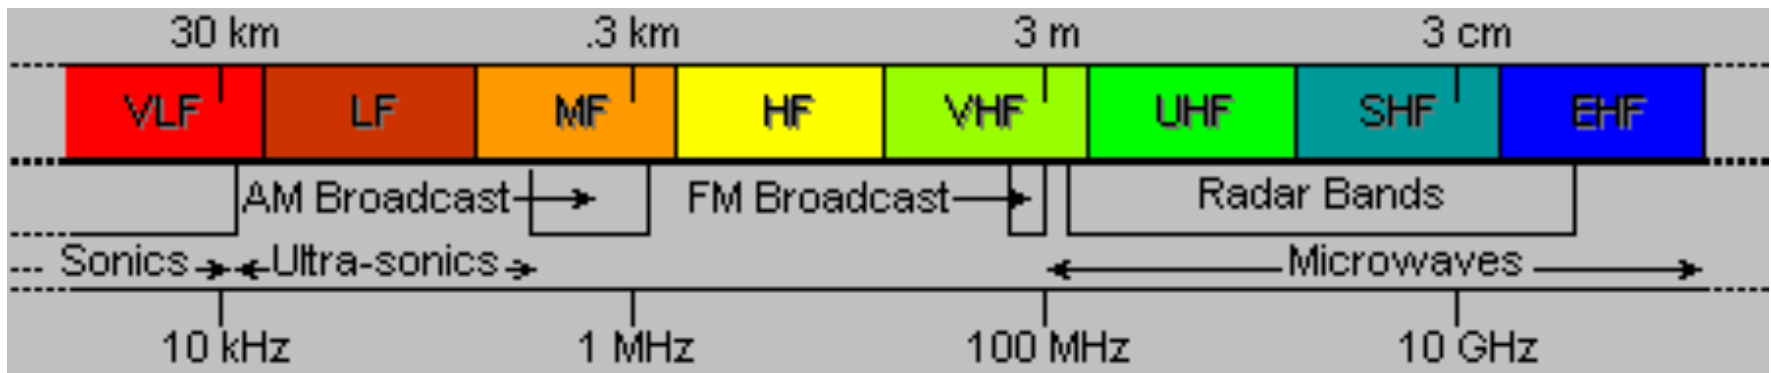 30 km .3 km 3 m 3 cm
VLF LF MF HF VHF UHF SHF EHF
AM Broadcast FM Broadcast Radar Bands
Sonics Ultra-sonics Microwaves
10 kHz 1 MHz 100 MHz 10 GHz